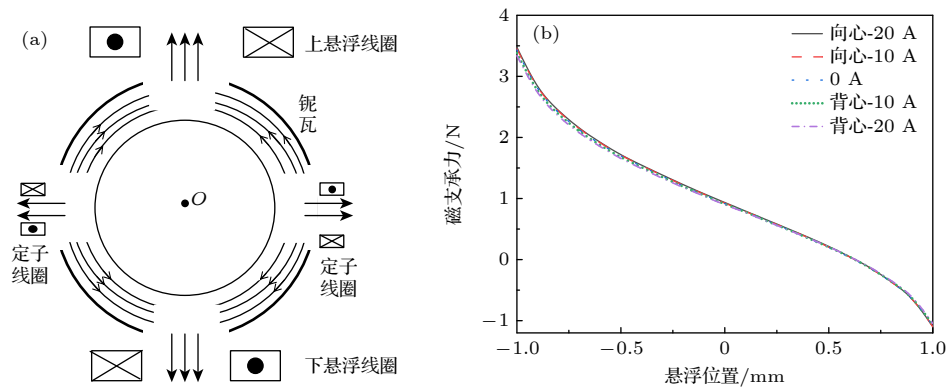 (a)
上悬浮线圈
铌
瓦
O
定子
线圈
定子
线圈
下悬浮线圈
(b)
向心-20 A
向心-10 A
0 A
背心-10 A
背心-20 A
磁支承力/N
4
3
2
1
0
−1
−1.0
−0.5
0
0.5
1.0
悬浮位置/mm